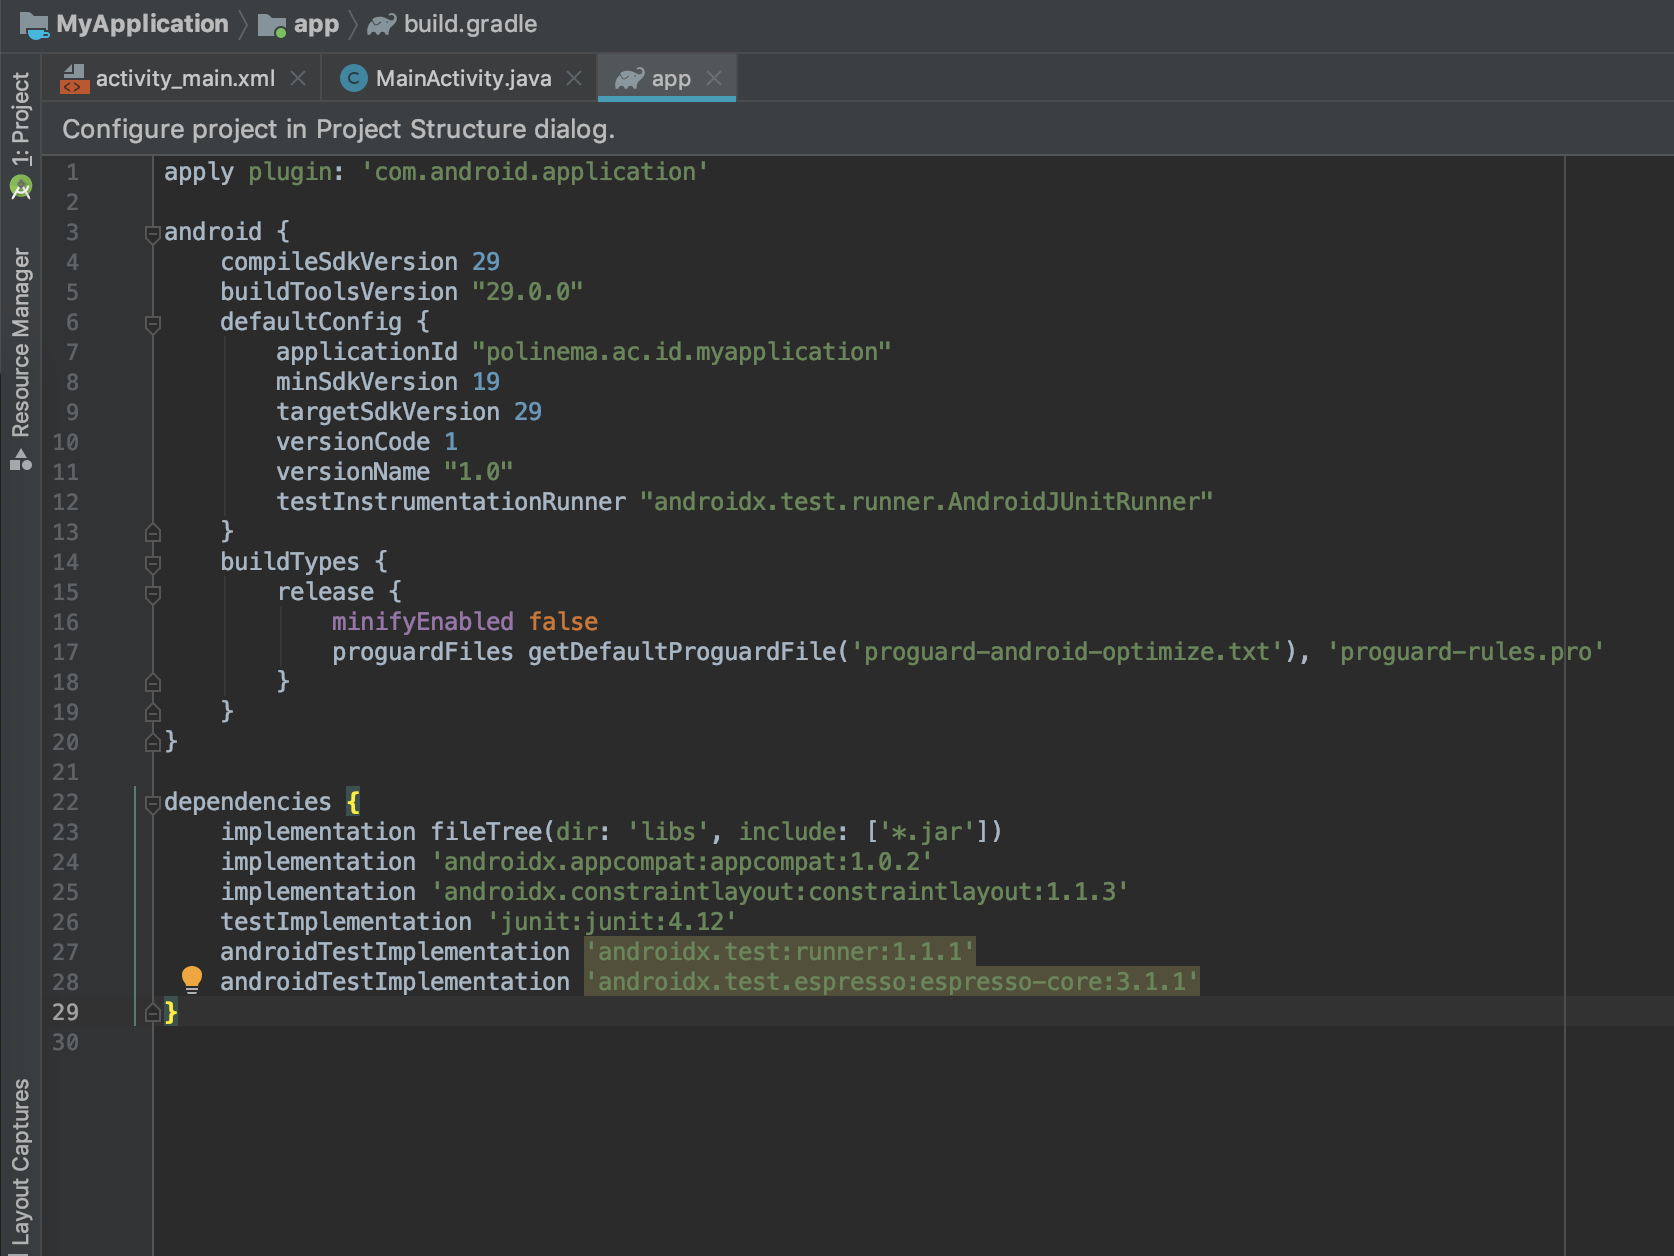 MyApplication app build.gradle
activity_main.xml MainActivity.java app
Configure project in Project Structure dialog.
1: Project
Resource Manager
Layout Captures
1 apply plugin: 'com.android.application'
2
3 android {
4 compileSdkVersion 29
5 buildToolsVersion "29.0.0"
6 defaultConfig {
7 applicationId "polinema.ac.id.myapplication"
8 minSdkVersion 19
9 targetSdkVersion 29
10 versionCode 1
11 versionName "1.0"
12 testInstrumentationRunner "androidx.test.runner.AndroidJUnitRunner"
13 }
14 buildTypes {
15 release {
16 minifyEnabled false
17 proguardFiles getDefaultProguardFile('proguard-android-optimize.txt'), 'proguard-rules.pro'
18 }
19 }
20 }
21
22 dependencies {
23 implementation fileTree(dir: 'libs', include: ['*.jar'])
24 implementation 'androidx.appcompat:appcompat:1.0.2'
25 implementation 'androidx.constraintlayout:constraintlayout:1.1.3'
26 testImplementation 'junit:junit:4.12'
27 androidTestImplementation 'androidx.test:runner:1.1.1'
28 androidTestImplementation 'androidx.test.espresso:espresso-core:3.1.1'
29 }
30